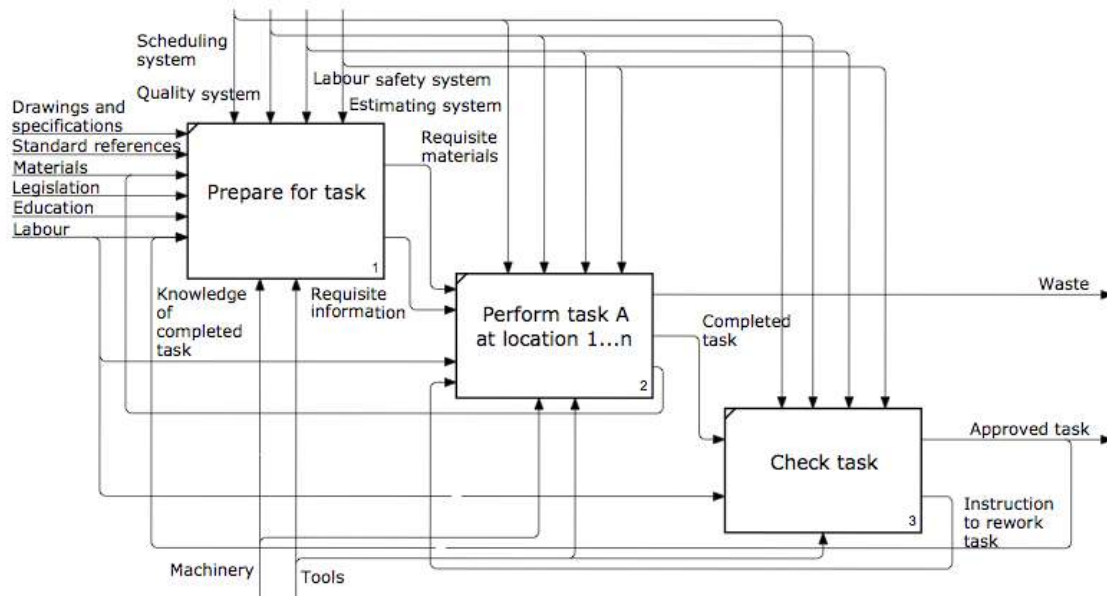 Scheduling
system
Quality system
Labour safety system
Estimating system
Drawings and
specifications
Standard references
Materials
Legislation
Education
Labour
Prepare for task
1
Requisite
materials
Knowledge
of
completed
task
Requisite
information
Perform task A
at location 1...n
2
Waste
Completed
task
Check task
3
Approved task
Instruction
to rework
task
Machinery
Tools